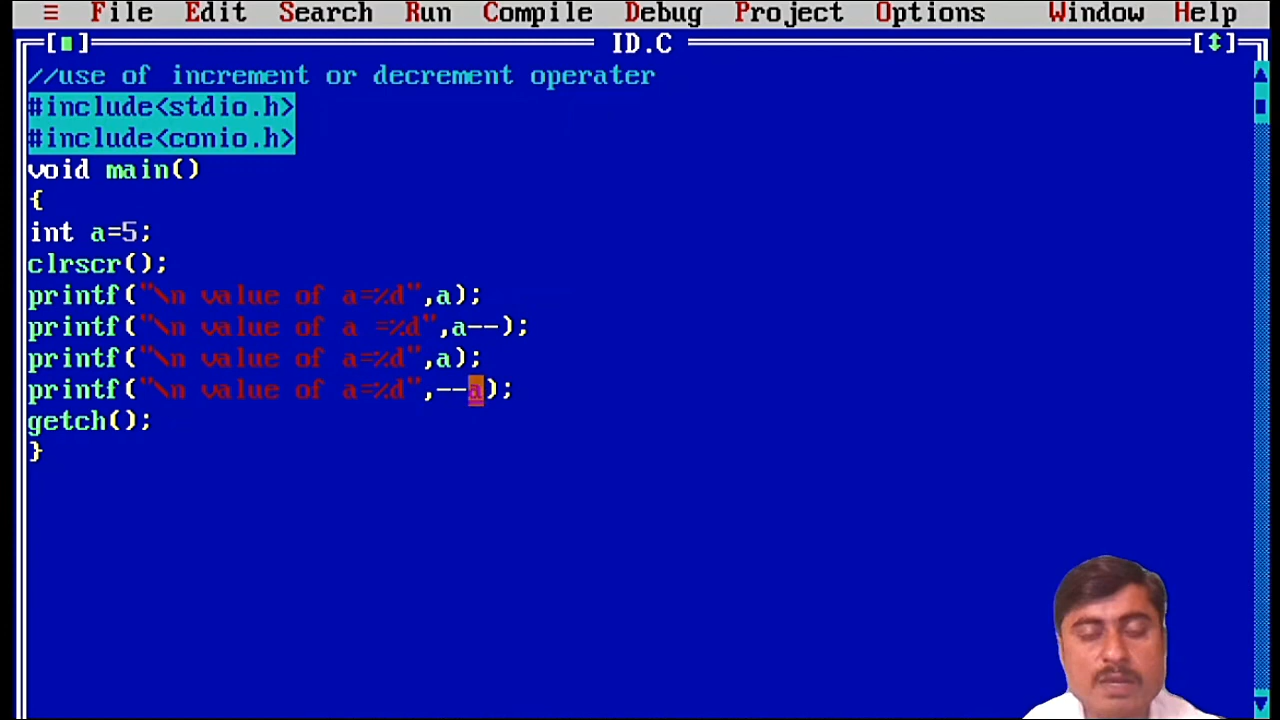 ≡ File Edit Search Run Compile Debug Project Options Window Help
[■] ID.C [↕]
//use of increment or decrement operater
#include<stdio.h>
#include<conio.h>
void main()
{
int a=5;
clrscr();
printf("\n value of a=%d",a);
printf("\n value of a =%d",a--);
printf("\n value of a=%d",a);
printf("\n value of a=%d",--a);
getch();
}